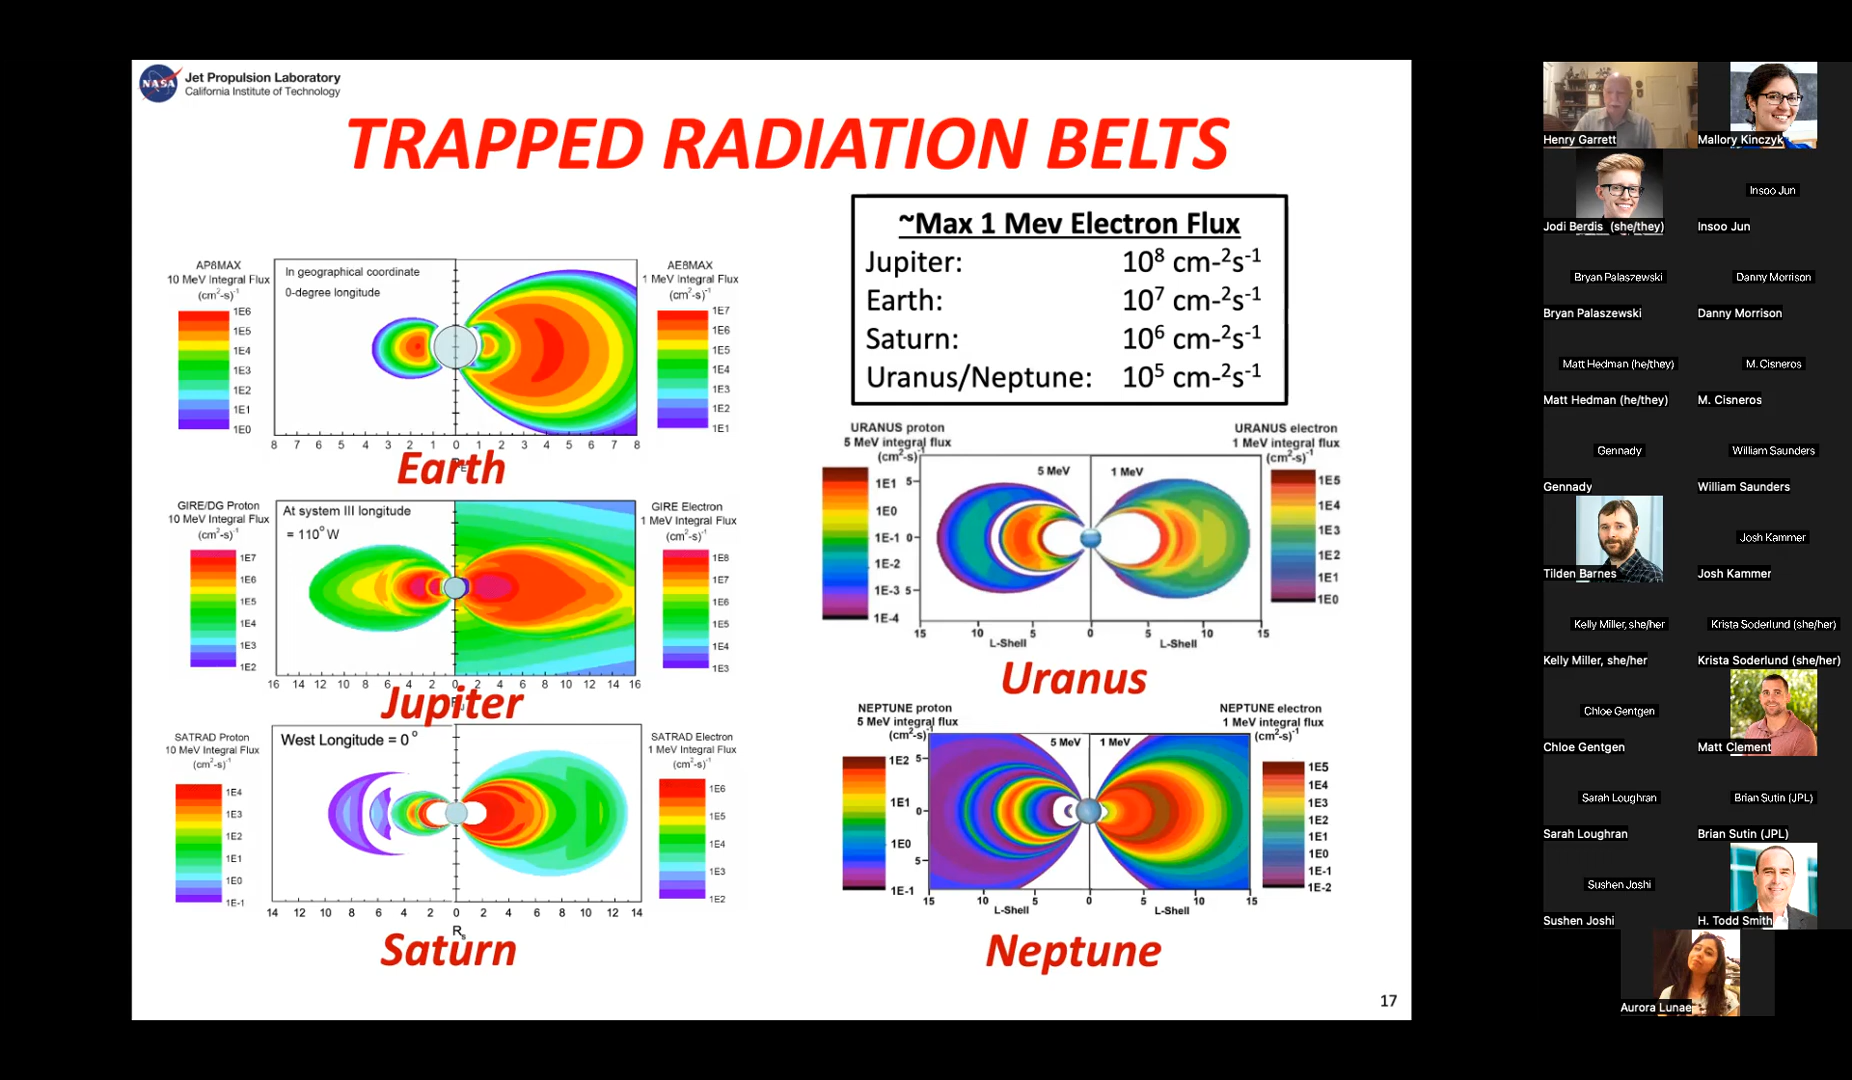 NASA
Jet Propulsion Laboratory
California Institute of Technology
TRAPPED RADIATION BELTS
~Max 1 Mev Electron Flux
Jupiter: 10⁸ cm-²s⁻¹
Earth: 10⁷ cm-²s⁻¹
Saturn: 10⁶ cm-²s⁻¹
Uranus/Neptune: 10⁵ cm-²s⁻¹
AP8MAX
10 MeV Integral Flux
(cm²-s)⁻¹
1E6
1E5
1E4
1E3
1E2
1E1
1E0
In geographical coordinate
0-degree longitude
AE8MAX
1 MeV Integral Flux
(cm²-s)⁻¹
1E7
1E6
1E5
1E4
1E3
1E2
1E1
8 7 6 5 4 3 2 1 0 1 2 3 4 5 6 7 8
Earth
GIRE/DG Proton
10 MeV Integral Flux
(cm²-s)⁻¹
1E7
1E6
1E5
1E4
1E3
1E2
At system III longitude
= 110° W
GIRE Electron
1 MeV Integral Flux
(cm²-s)⁻¹
1E8
1E7
1E6
1E5
1E4
1E3
16 14 12 10 8 6 4 2 0 2 4 6 8 10 12 14 16
Jupiter
SATRAD Proton
10 MeV Integral Flux
(cm²-s)⁻¹
1E4
1E3
1E2
1E1
1E0
1E-1
West Longitude = 0°
SATRAD Electron
1 MeV Integral Flux
(cm²-s)⁻¹
1E6
1E5
1E4
1E3
1E2
14 12 10 8 6 4 2 0 2 4 6 8 10 12 14
Rs
Saturn
URANUS proton
5 MeV integral flux
(cm²-s)⁻¹
1E1
1E0
1E-1
1E-2
1E-3
1E-4
5
0
5
5 MeV 1 MeV
URANUS electron
1 MeV integral flux
(cm²-s)⁻¹
1E5
1E4
1E3
1E2
1E1
1E0
15 10 5 0 5 10 15
L-Shell L-Shell
Uranus
NEPTUNE proton
5 MeV integral flux
(cm²-s)⁻¹
1E2
1E1
1E0
1E-1
5
0
5
5 MeV 1 MeV
NEPTUNE electron
1 MeV integral flux
(cm²-s)⁻¹
1E5
1E4
1E3
1E2
1E1
1E0
1E-1
1E-2
15 10 5 0 5 10 15
L-Shell L-Shell
Neptune
17
Henry Garrett
Mallory Kinczyk
Jodi Berdis (she/they)
Insoo Jun
Insoo Jun
Bryan Palaszewski
Danny Morrison
Bryan Palaszewski
Danny Morrison
Matt Hedman (he/they)
M. Cisneros
Matt Hedman (he/they)
M. Cisneros
Gennady
William Saunders
Gennady
William Saunders
Josh Kammer
Tilden Barnes
Josh Kammer
Kelly Miller, she/her
Krista Soderlund (she/her)
Kelly Miller, she/her
Krista Soderlund (she/her)
Chloe Gentgen
Chloe Gentgen
Matt Clement
Sarah Loughran
Brian Sutin (JPL)
Sarah Loughran
Brian Sutin (JPL)
Sushen Joshi
Sushen Joshi
H. Todd Smith
Aurora Lunae